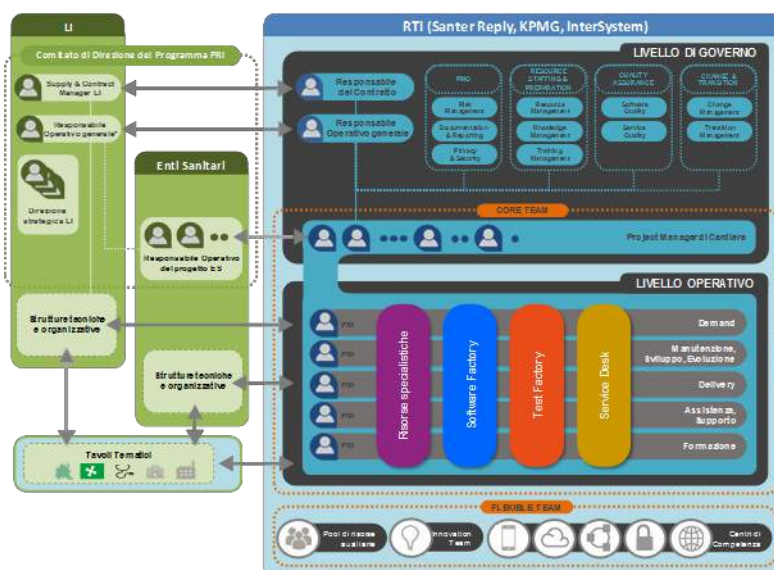 LI
RTI (Santer Reply, KPMG, InterSystem)
Comitato di Direzione del Programma PRI
LIVELLO DI GOVERNO
Supply & Contract
Manager LI
Responsabile
del Contratto
PMO
Risk
Management
Documentation
& Reporting
Privacy
& Security
RESOURCE
STAFFING &
PREPARATION
Resource
Management
Knowledge
Management
Training
Management
QUALITY
ASSURANCE
Software
Quality
Service
Quality
CHANGE &
TRANSITION
Change
Management
Transition
Management
Responsabile
Operativo generale*
Responsabile
Operativo generale
Direzione
strategica LI
Enti Sanitari
Responsabile Operativo
del progetto ES
CORE TEAM
Project Manager di Cantiere
LIVELLO OPERATIVO
Strutture tecniche
e organizzative
Strutture tecniche
e organizzative
Risorse specialistiche
Software Factory
Test Factory
Service Desk
Demand
Manutenzione,
Sviluppo, Evoluzione
Delivery
Assistenza,
Supporto
Formazione
Tavoli Tematici
FLEXIBLE TEAM
Pool di risorse
ausiliarie
Innovation
Team
Centri di
Competenza